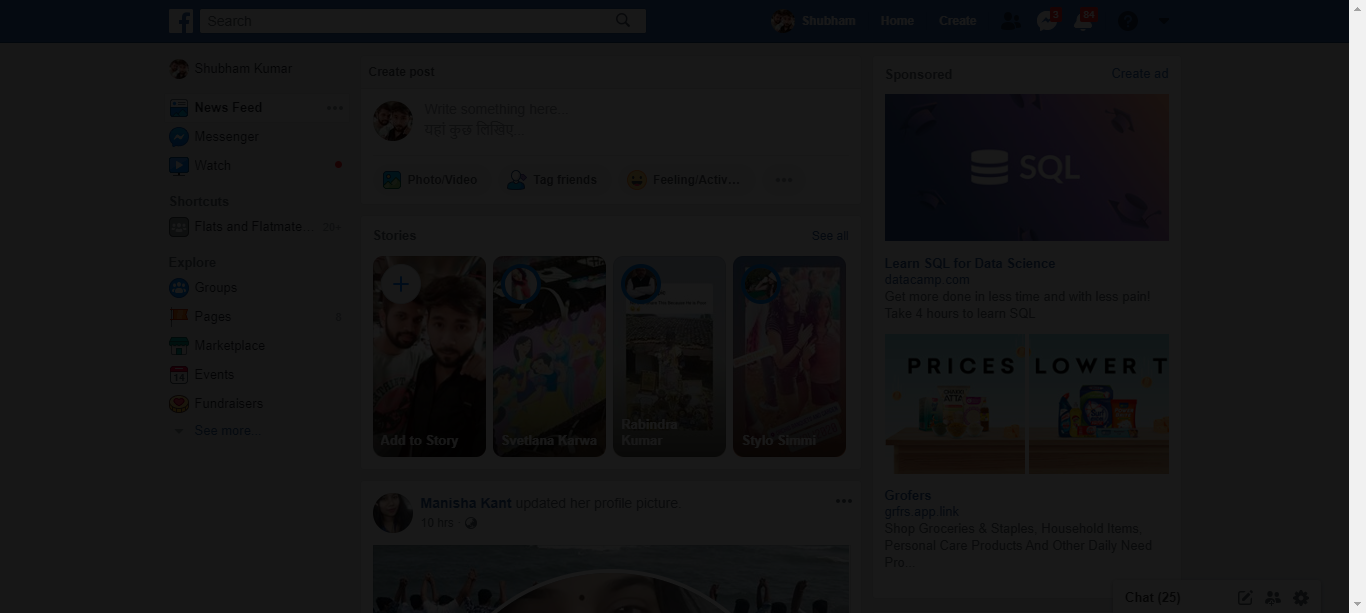 Search
Shubham
Home
Create
3
84
Shubham Kumar
News Feed
Messenger
Watch
Shortcuts
Flats and Flatmate... 20+
Explore
Groups
Pages
Marketplace
14
Events
Fundraisers
See more...
Create post
Write something here...
यहां कुछ लिखिए...
Photo/Video
Tag friends
Feeling/Activ...
Stories
See all
Add to Story
Svetlana Karwa
Rabindra
Kumar
Stylo Simmi
Manisha Kant updated her profile picture.
10 hrs
Sponsored
Create ad
SQL
Learn SQL for Data Science
datacamp.com
Get more done in less time and with less pain!
Take 4 hours to learn SQL
PRICES
LOWER T
ATTA
Grofers
grfrs.app.link
Shop Groceries & Staples, Household Items,
Personal Care Products And Other Daily Need
Pro...
Chat (25)